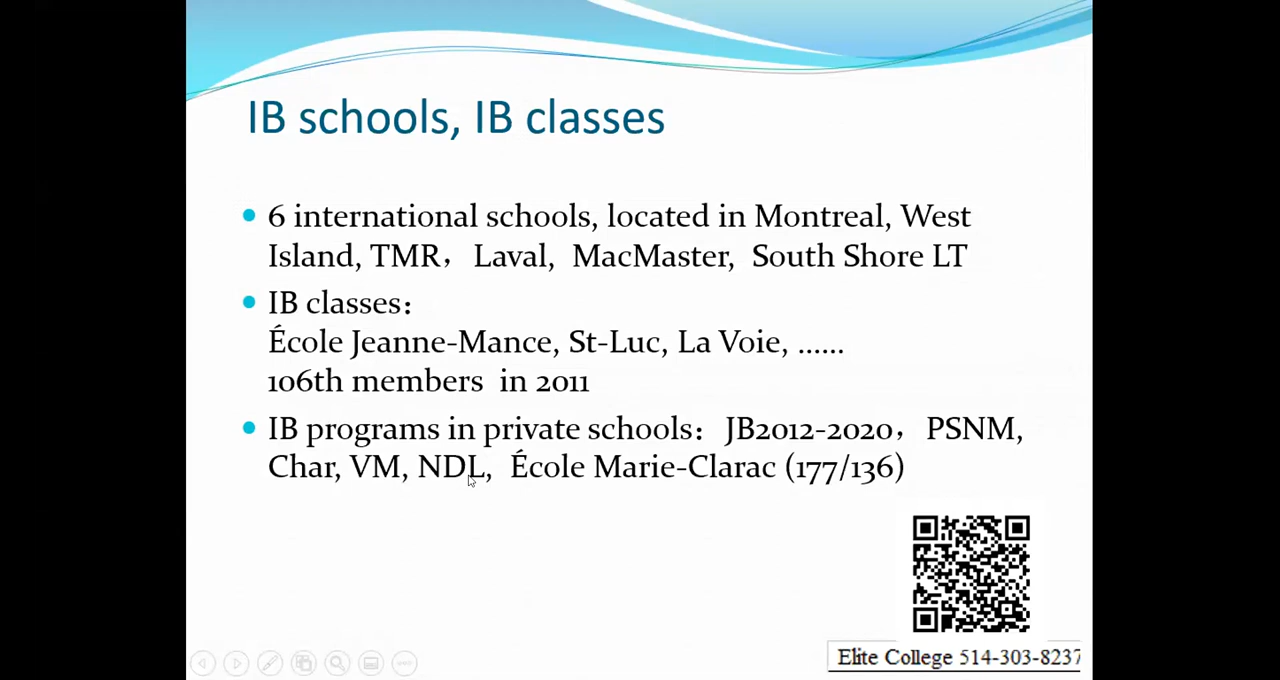 IB schools, IB classes
6 international schools, located in Montreal, West
Island, TMR， Laval, MacMaster, South Shore LT
IB classes：
École Jeanne-Mance, St-Luc, La Voie, ......
106th members in 2011
IB programs in private schools： JB2012-2020， PSNM,
Char, VM, NDL, École Marie-Clarac (177/136)
Elite College 514-303-8237